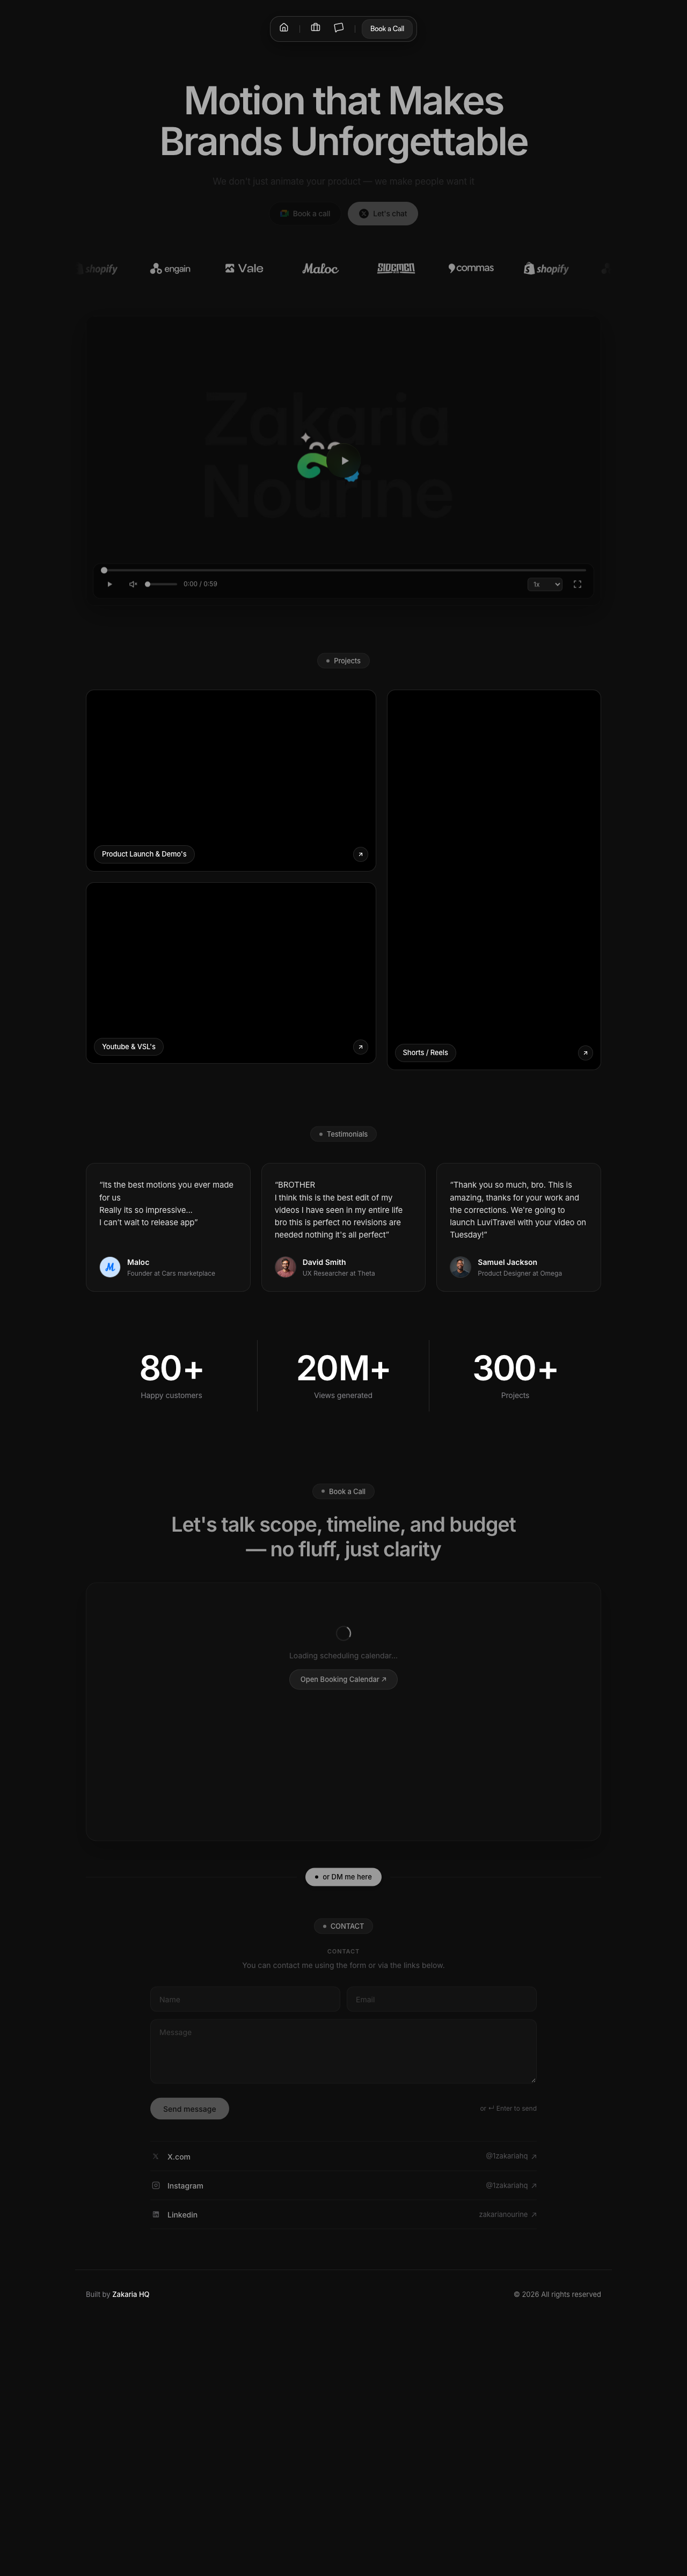 Book a Call
Motion that Makes
Brands Unforgettable
We don't just animate your product — we make people want it
Book a call
Let's chat
shopify
engain
Vale
Maloc
SIDEMEN
commas
shopify
Zakaria
Nourine
0:00 / 0:59
1x
Projects
Product Launch & Demo's
Youtube & VSL's
Shorts / Reels
Testimonials
"Its the best motions you ever made
for us
Really its so impressive...
I can't wait to release app"
Maloc
Founder at Cars marketplace
"BROTHER
I think this is the best edit of my
videos I have seen in my entire life
bro this is perfect no revisions are
needed nothing it's all perfect"
David Smith
UX Researcher at Theta
"Thank you so much, bro. This is
amazing, thanks for your work and
the corrections. We're going to
launch LuviTravel with your video on
Tuesday!"
Samuel Jackson
Product Designer at Omega
80+
Happy customers
20M+
Views generated
300+
Projects
Book a Call
Let's talk scope, timeline, and budget
— no fluff, just clarity
Loading scheduling calendar...
Open Booking Calendar ↗
or DM me here
CONTACT
CONTACT
You can contact me using the form or via the links below.
Name
Email
Message
Send message
or ↵ Enter to send
X.com
@1zakariahq ↗
Instagram
@1zakariahq ↗
Linkedin
zakarianourine ↗
Built by Zakaria HQ
© 2026 All rights reserved